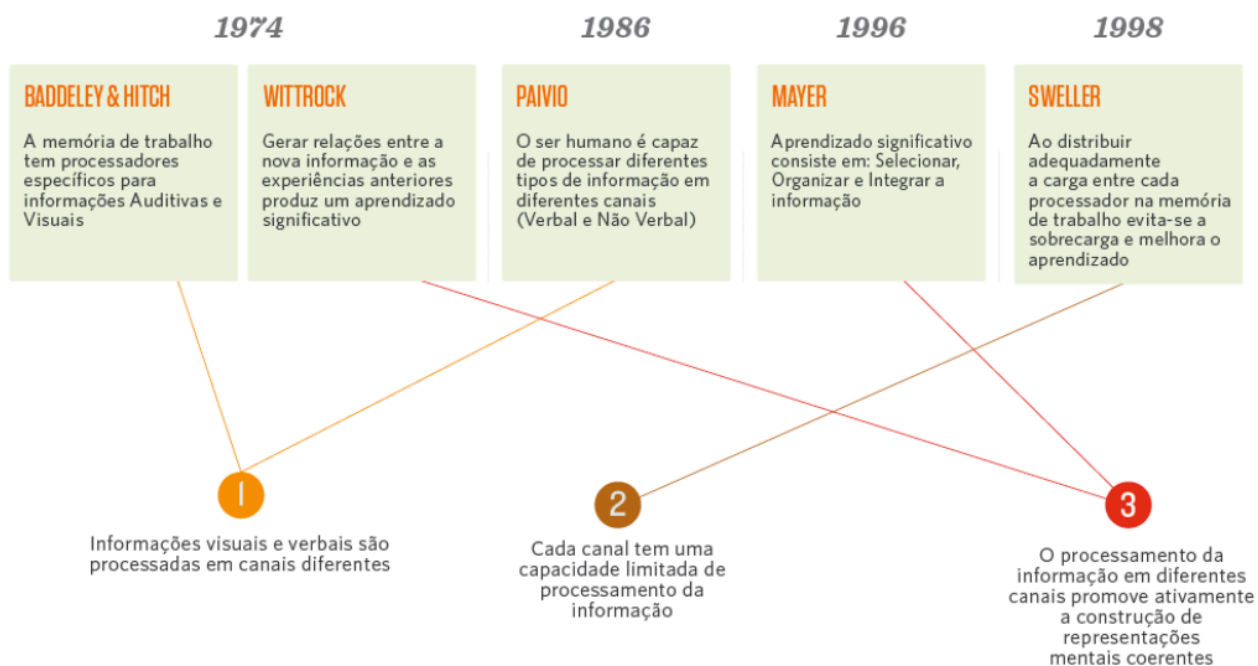 1974
1986
1996
1998
BADDELEY & HITCH
A memória de trabalho
tem processadores
específicos para
informações Auditivas e
Visuais
WITTROCK
Gerar relações entre a
nova informação e as
experiências anteriores
produz um aprendizado
significativo
PAIVIO
O ser humano é capaz
de processar diferentes
tipos de informação em
diferentes canais
(Verbal e Não Verbal)
MAYER
Aprendizado significativo
consiste em: Selecionar,
Organizar e Integrar a
informação
SWELLER
Ao distribuir
adequadamente
a carga entre cada
processador na memória
de trabalho evita-se a
sobrecarga e melhora o
aprendizado
1
Informações visuais e verbais são
processadas em canais diferentes
2
Cada canal tem uma
capacidade limitada de
processamento da
informação
3
O processamento da
informação em diferentes
canais promove ativamente
a construção de
representações
mentais coerentes